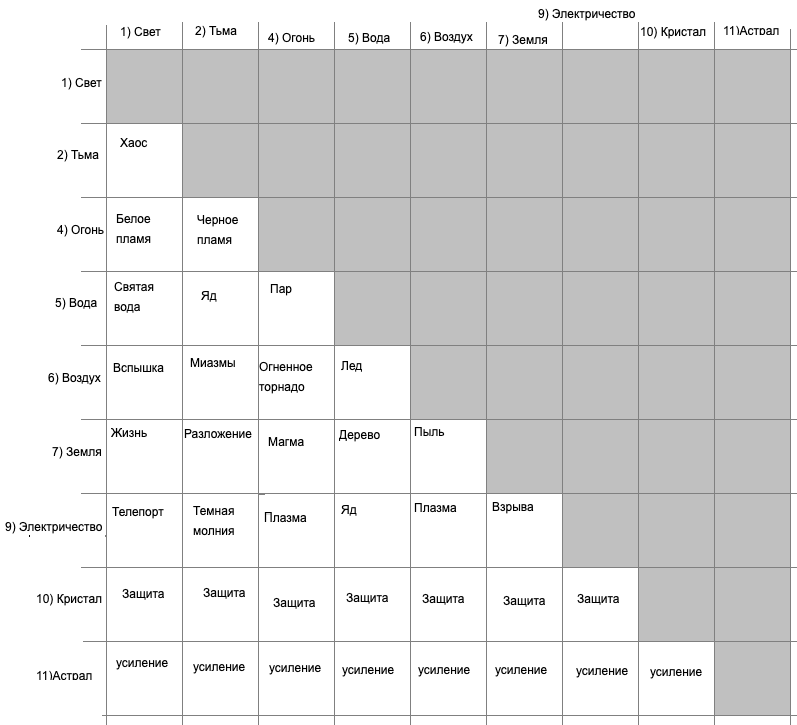 9) Электричество
1) Свет 2) Тьма 4) Огонь 5) Вода 6) Воздух 7) Земля 10) Кристал 11)Астрал
1) Свет
2) Тьма Хаос
4) Огонь Белое пламя Черное пламя
5) Вода Святая вода Яд Пар
6) Воздух Вспышка Миазмы Огненное торнадо Лед
7) Земля Жизнь Разложение Магма Дерево Пыль
9) Электричество Телепорт Темная молния Плазма Яд Плазма Взрыва
10) Кристал Защита Защита Защита Защита Защита Защита Защита
11)Астрал усиление усиление усиление усиление усиление усиление усиление усиление